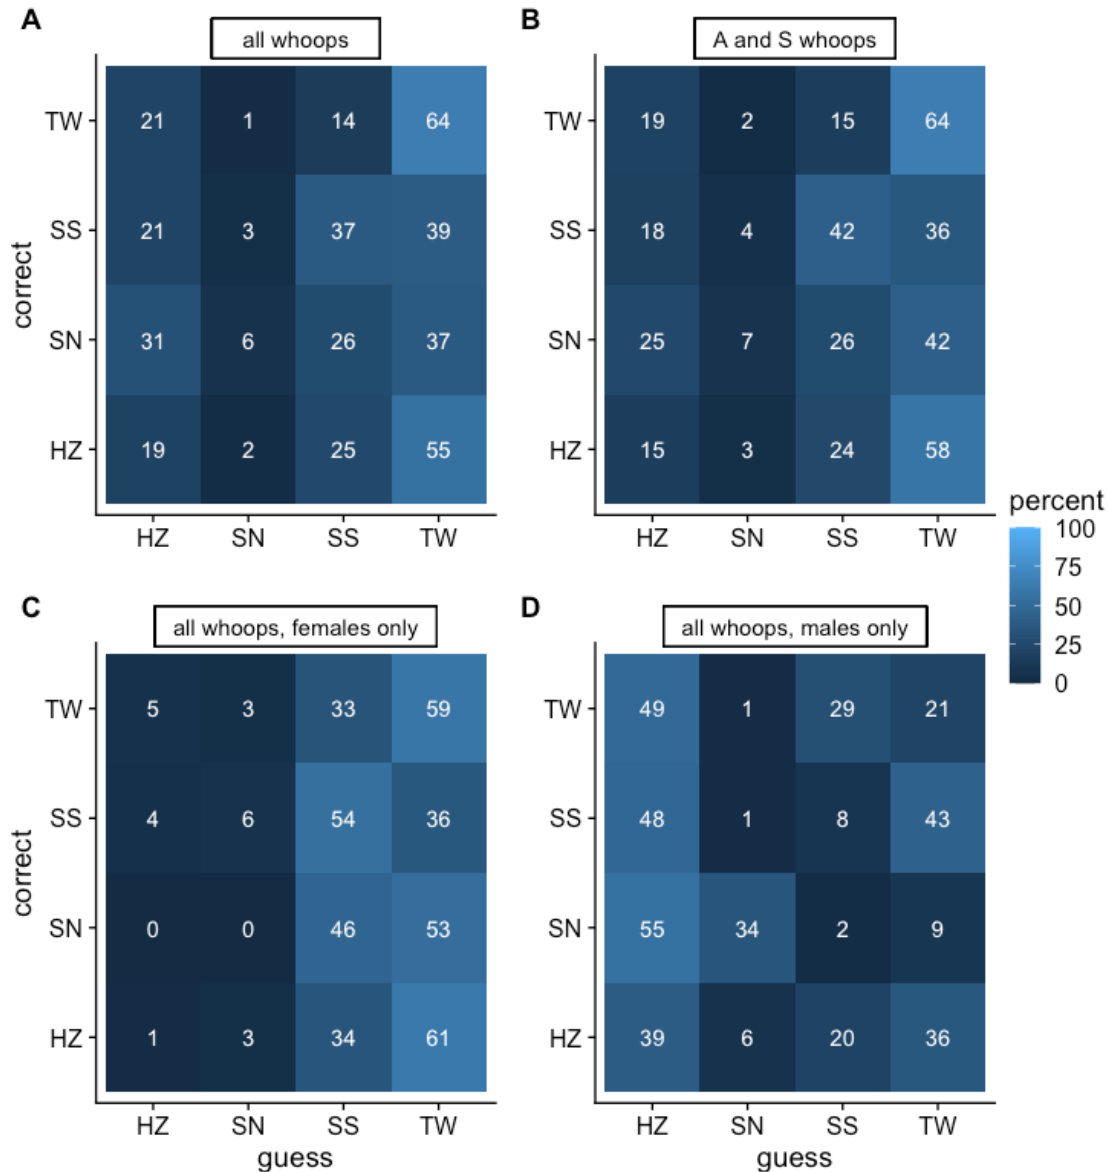 A
all whoops
correct
TW 21 1 14 64
SS 21 3 37 39
SN 31 6 26 37
HZ 19 2 25 55
HZ SN SS TW
B
A and S whoops
TW 19 2 15 64
SS 18 4 42 36
SN 25 7 26 42
HZ 15 3 24 58
HZ SN SS TW
percent
100
75
50
25
0
C
all whoops, females only
correct
TW 5 3 33 59
SS 4 6 54 36
SN 0 0 46 53
HZ 1 3 34 61
HZ SN SS TW
guess
D
all whoops, males only
TW 49 1 29 21
SS 48 1 8 43
SN 55 34 2 9
HZ 39 6 20 36
HZ SN SS TW
guess